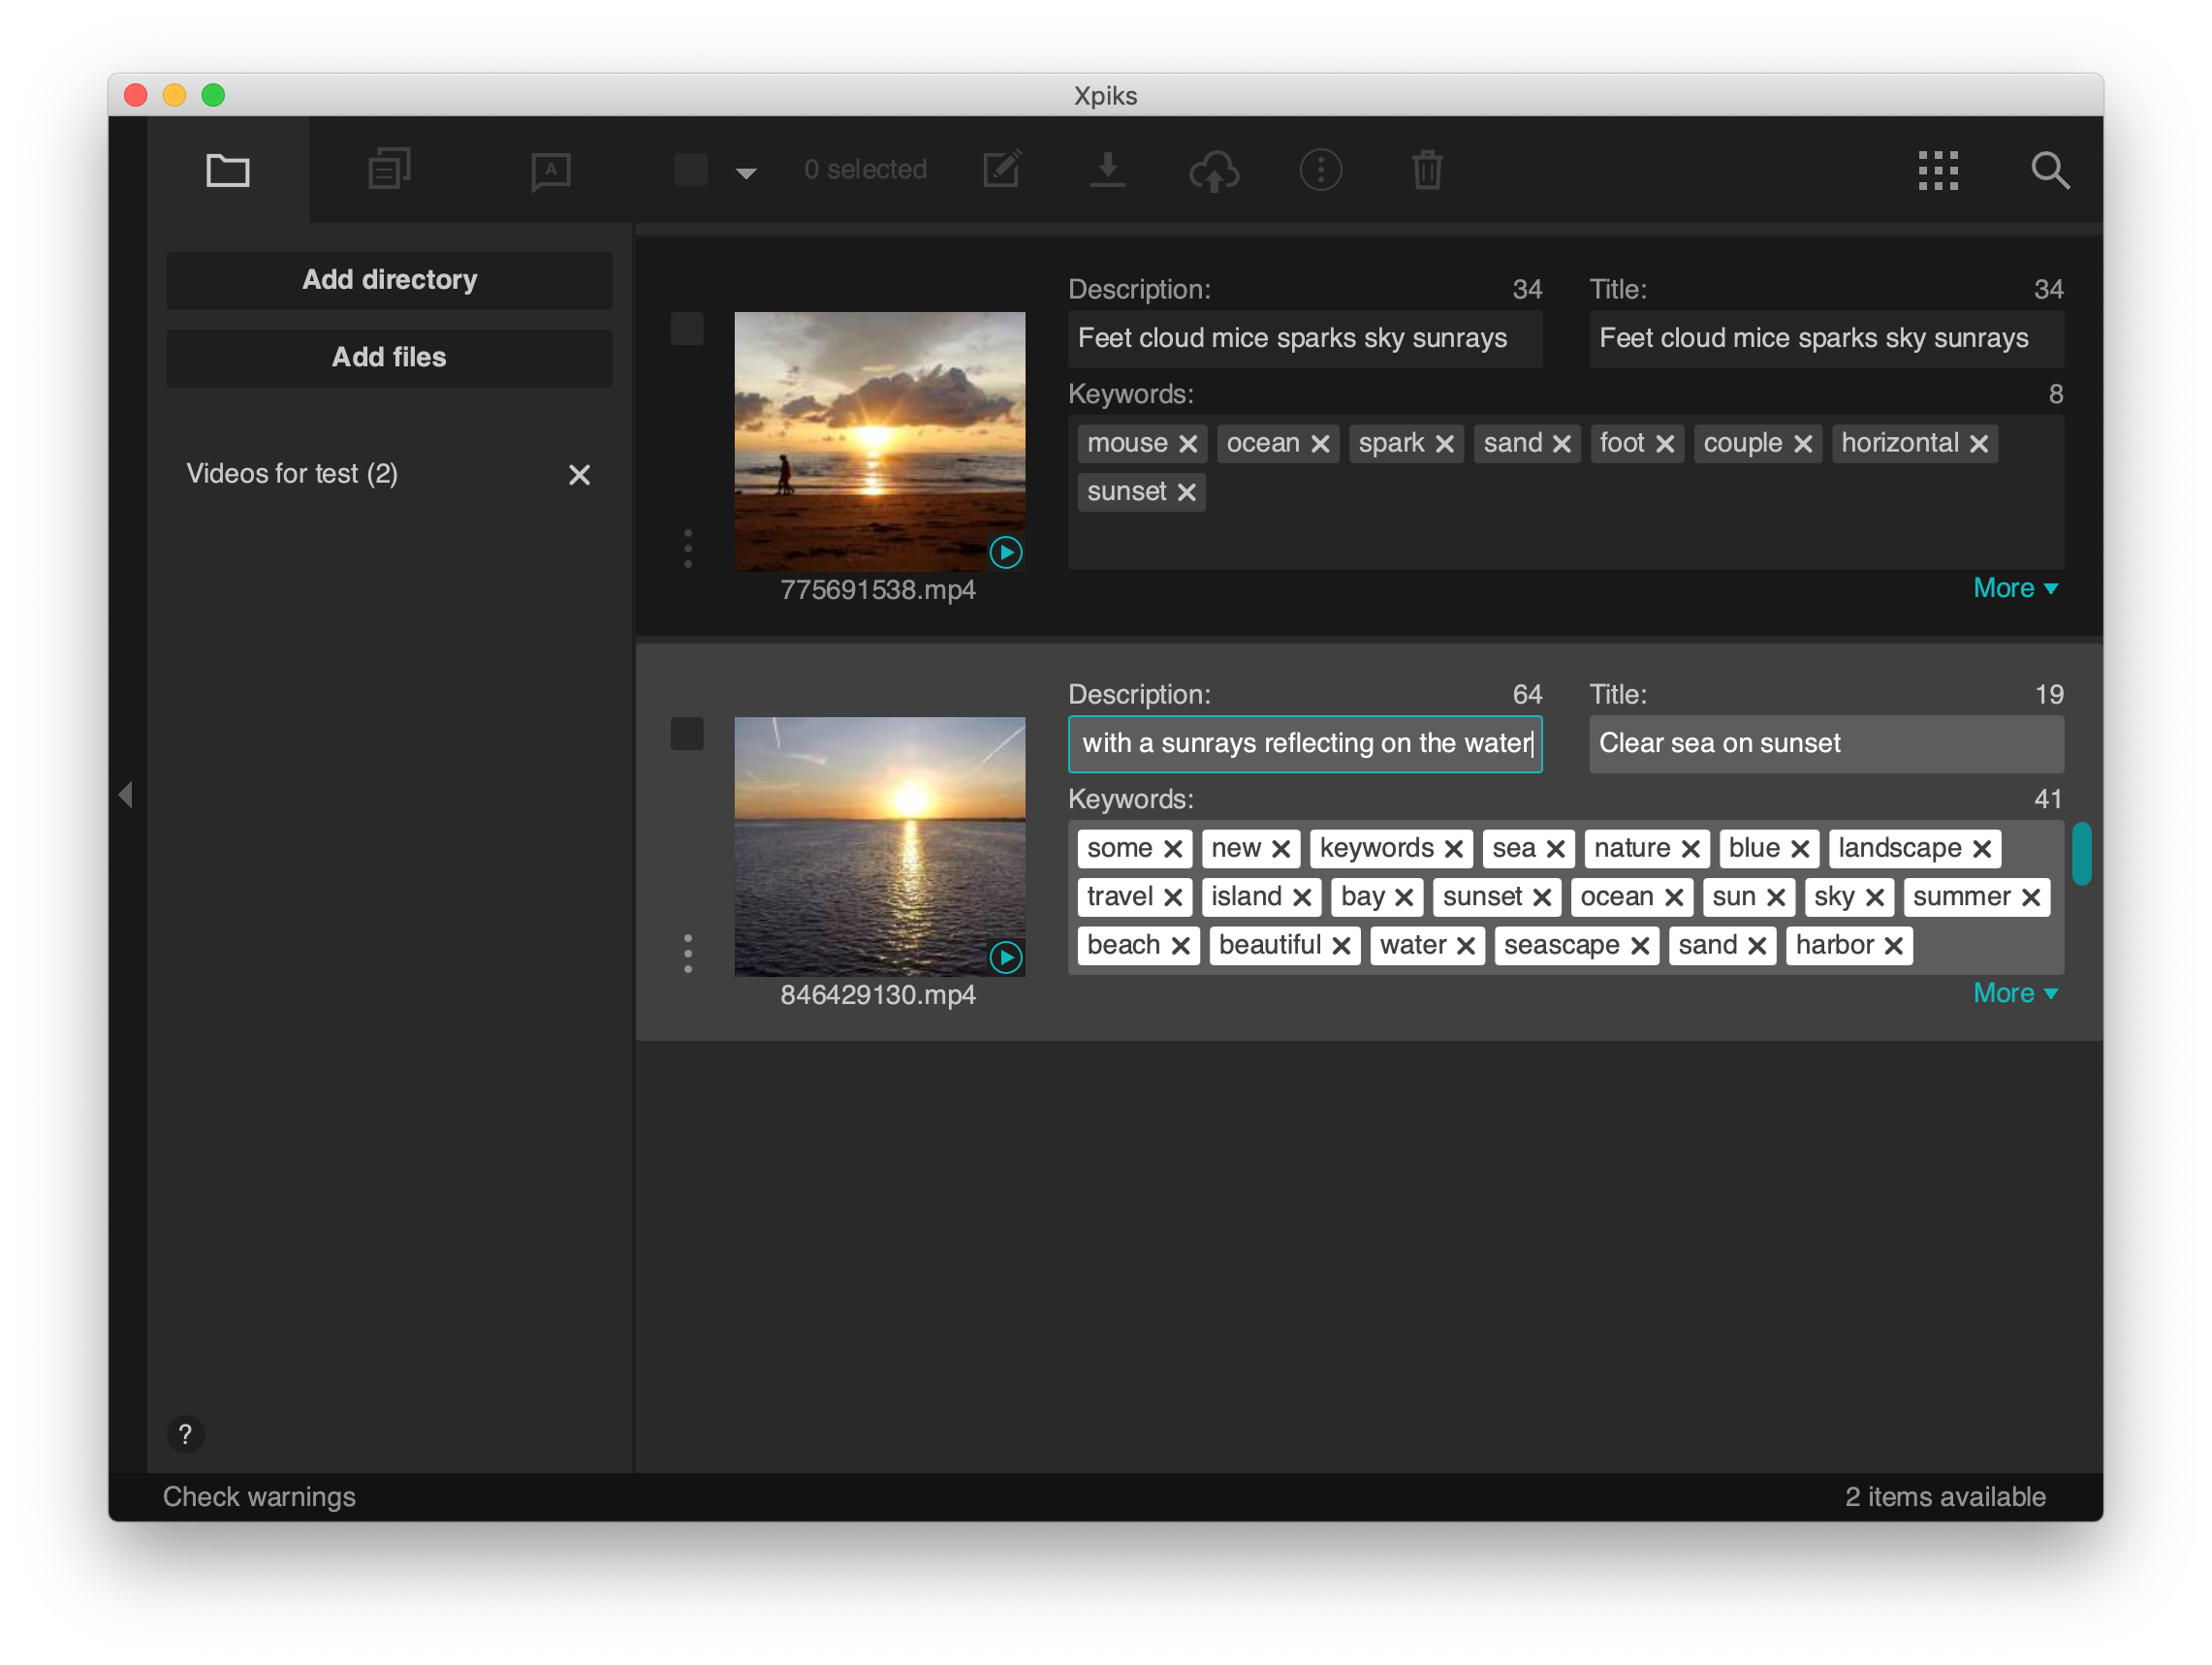 Xpiks
A
0 selected
Add directory
Add files
Videos for test (2)
Description: 34
Title: 34
Feet cloud mice sparks sky sunrays
Feet cloud mice sparks sky sunrays
Keywords: 8
mouse ocean spark sand foot couple horizontal
sunset
775691538.mp4
More
Description: 64
Title: 19
with a sunrays reflecting on the water
Clear sea on sunset
Keywords: 41
some new keywords sea nature blue landscape
travel island bay sunset ocean sun sky summer
beach beautiful water seascape sand harbor
846429130.mp4
More
?
Check warnings
2 items available